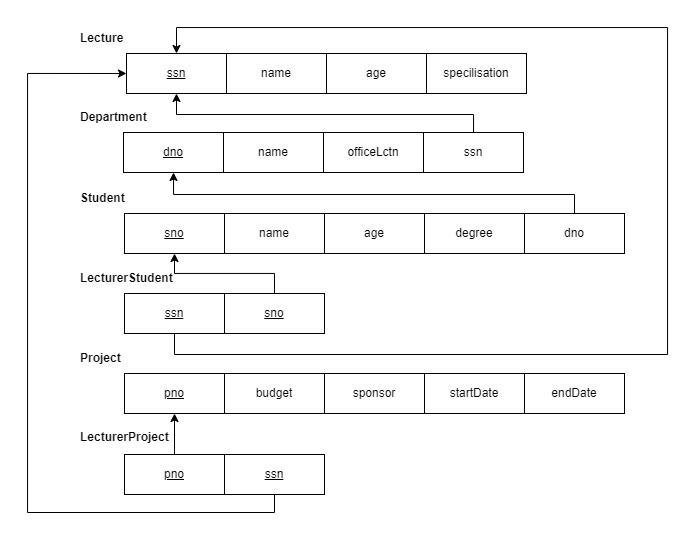 Lecture
ssn name age specilisation
Department
dno name officeLctn ssn
Student
sno name age degree dno
LecturerStudent
ssn sno
Project
pno budget sponsor startDate endDate
LecturerProject
pno ssn